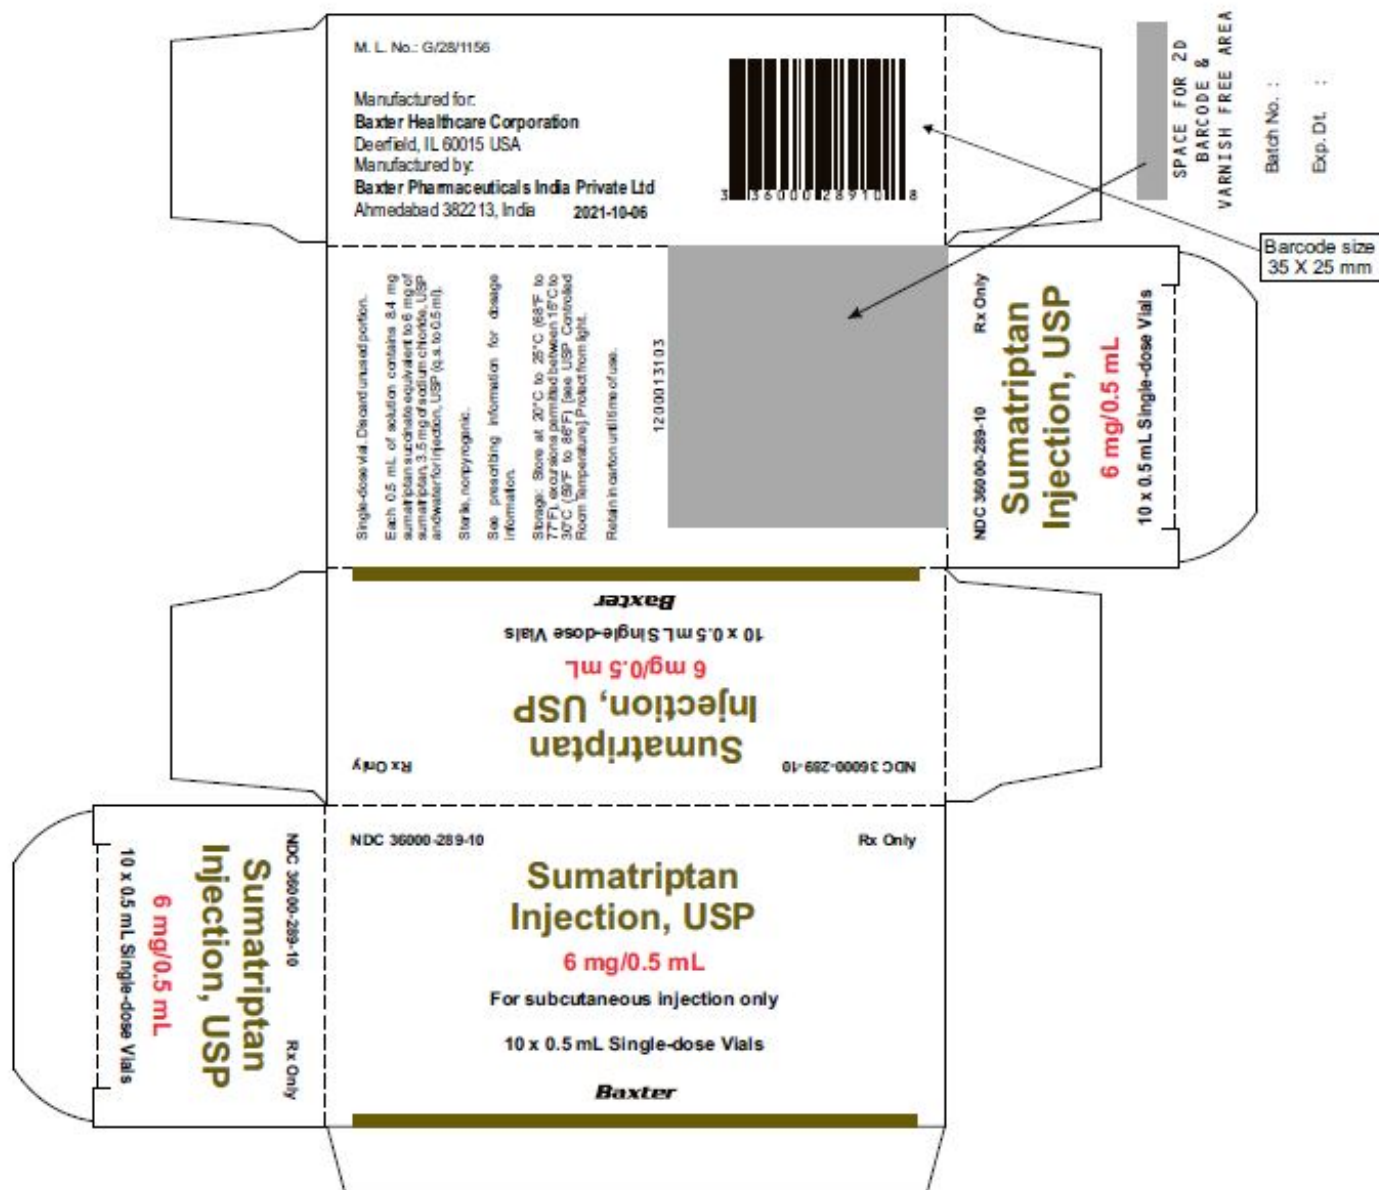 M. L. No.: G/28/1156
Manufactured for:
Baxter Healthcare Corporation
Deerfield, IL 60015 USA
Manufactured by:
Baxter Pharmaceuticals India Private Ltd
Ahmedabad 382213, India 2021-10-06
3 36000 28910 8
SPACE FOR 2D
BARCODE &
VARNISH FREE AREA
Batch No. :
Exp. Dt. :
Barcode size
35 X 25 mm
Single-dose vial. Discard unused portion.
Each 0.5 mL of solution contains 8.4 mg
sumatriptan succinate equivalent to 6 mg of
sumatriptan, 3.5 mg of sodium chloride, USP
and water for injection, USP (q.s. to 0.5 ml).
Sterile, nonpyrogenic.
See prescribing information for dosage
information.
Storage: Store at 20°C to 25°C (68°F to
77°F), excursions permitted between 15°C to
30°C (59°F to 86°F) [see USP Controlled
Room Temperature]. Protect from light.
Retain in carton until time of use.
1200013103
NDC 36000-289-10 Rx Only
Sumatriptan
Injection, USP
6 mg/0.5 mL
10 x 0.5 mL Single-dose Vials
NDC 36000-289-10 Rx Only
Sumatriptan
Injection, USP
6 mg/0.5 mL
10 x 0.5 mL Single-dose Vials
Baxter
NDC 36000-289-10 Rx Only
Sumatriptan
Injection, USP
6 mg/0.5 mL
10 x 0.5 mL Single-dose Vials
NDC 36000-289-10 Rx Only
Sumatriptan
Injection, USP
6 mg/0.5 mL
For subcutaneous injection only
10 x 0.5 mL Single-dose Vials
Baxter